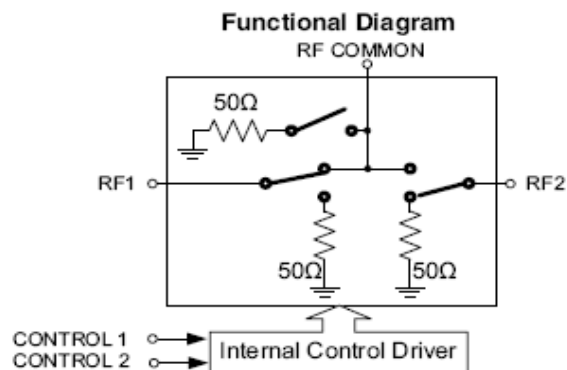 Functional Diagram
RF COMMON
50Ω
RF1
RF2
50Ω
50Ω
CONTROL 1
CONTROL 2
Internal Control Driver